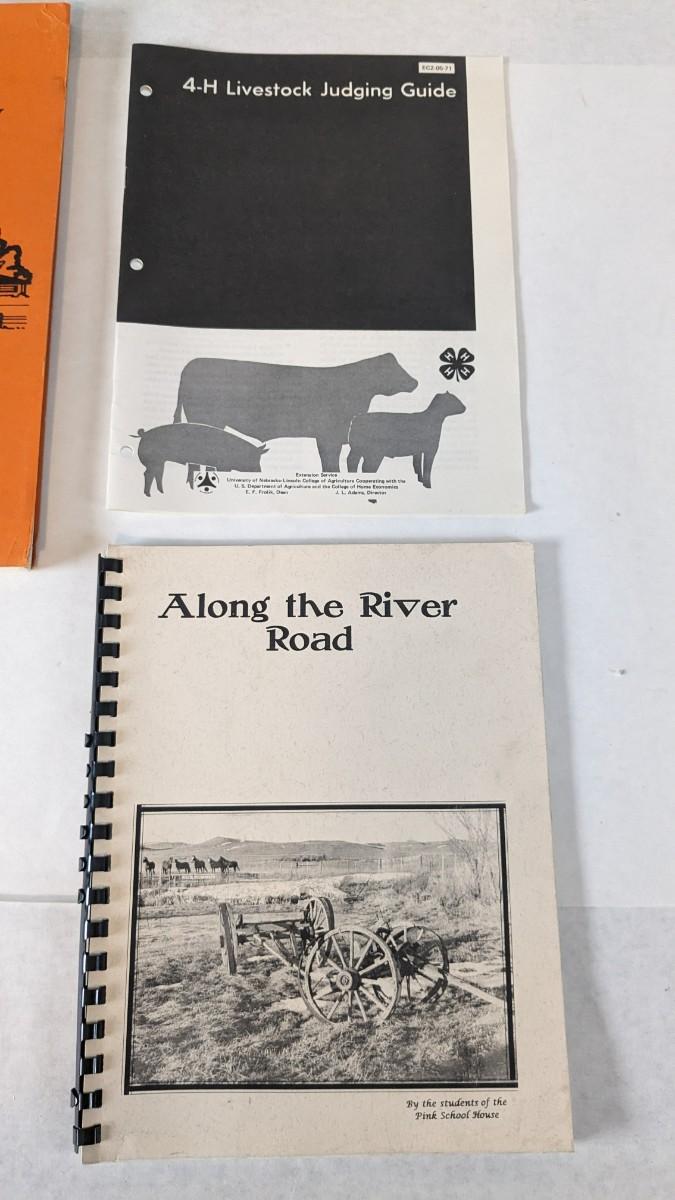 EC2-05-71
4-H Livestock Judging Guide
H H
H H
Extension Service
University of Nebraska-Lincoln College of Agriculture Cooperating with the
U. S. Department of Agriculture and the College of Home Economics
E. F. Frolik, Dean J. L. Adams, Director
Along the River
Road
By the students of the
Pink School House